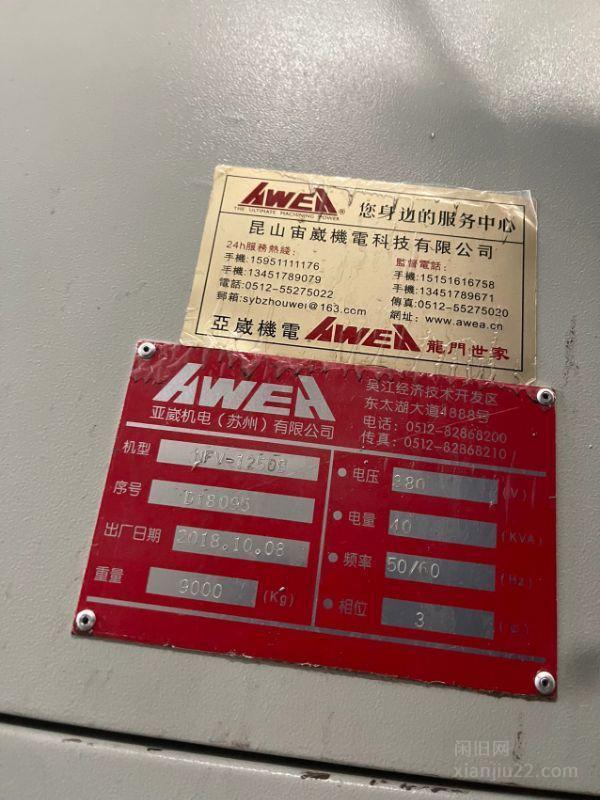 AWEA®
THE ULTIMATE MACHINING POWER
您身边的服务中心
昆山宙崴機電科技有限公司
24h服務熱綫:
手機:15951111176
手機:13451789079
電話:0512-55275022
郵箱:sybzhouwei@163.com
監督電話:
手機:15151616758
手機:13451789671
傳真:0512-55275020
網址: www.awea.cn
亞崴機電 AWEA 龍門世家
AWEA
亚崴机电(苏州)有限公司
吴江经济技术开发区
东太湖大道4888号
电话: 0512-82868200
传真: 0512-82868210
机型
序号 D18095
出厂日期 2018.10.08
重量 9000 (Kg)
电压 380 (V)
电量 40 (KVA)
频率 50/60 (Hz)
相位 3
闲旧网
xianjiu22.com